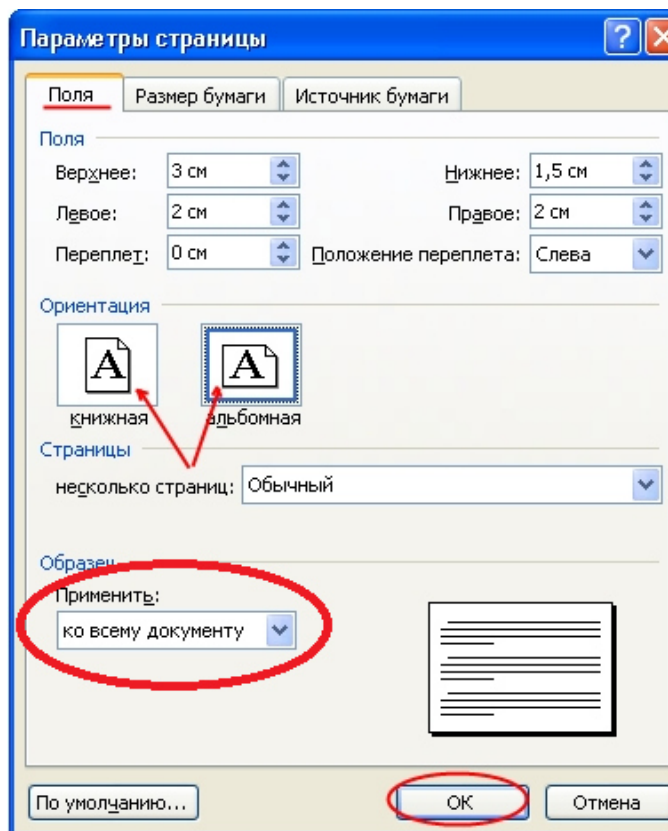 Параметры страницы
Поля Размер бумаги Источник бумаги
Поля
Верхнее: 3 см Нижнее: 1,5 см
Левое: 2 см Правое: 2 см
Переплет: 0 см Положение переплета: Слева
Ориентация
A A
книжная альбомная
Страницы
несколько страниц: Обычный
Образец
Применить:
ко всему документу
По умолчанию... ОК Отмена